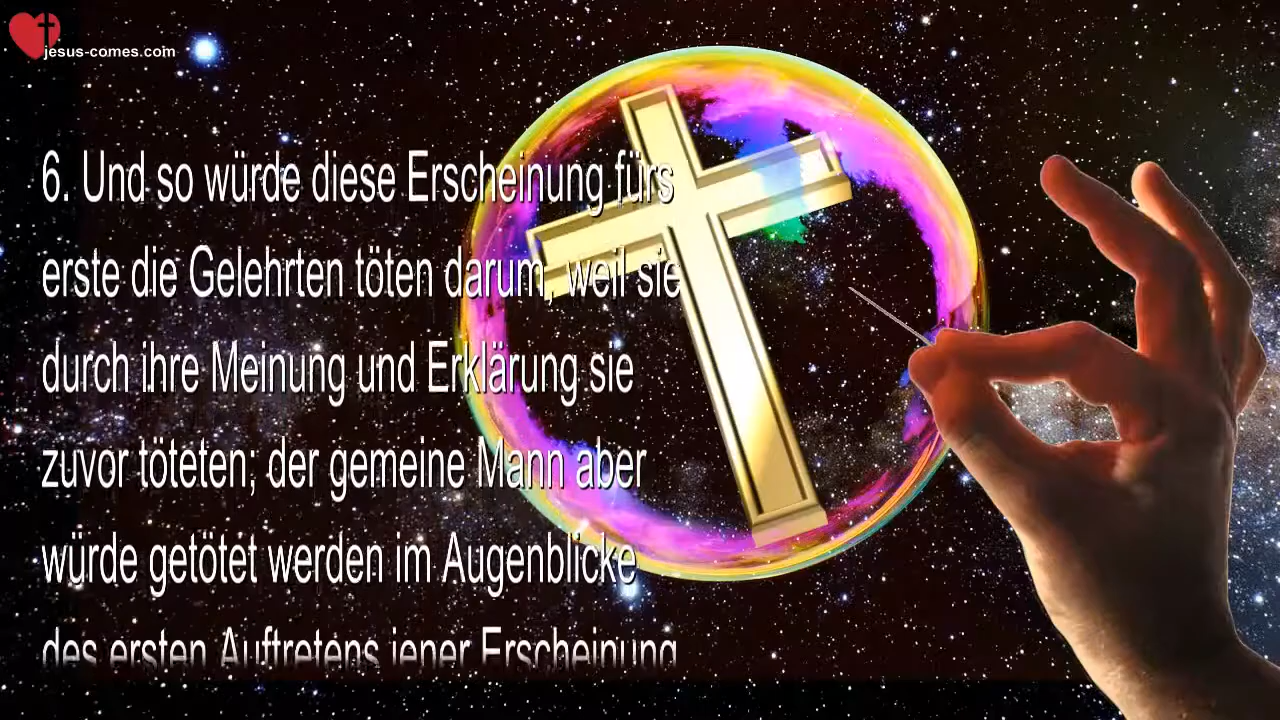 jesus-comes.com
6. Und so würde diese Erscheinung fürs
erste die Gelehrten töten darum, weil sie
durch ihre Meinung und Erklärung sie
zuvor töteten; der gemeine Mann aber
würde getötet werden im Augenblicke
des ersten Auftretens jener Erscheinung